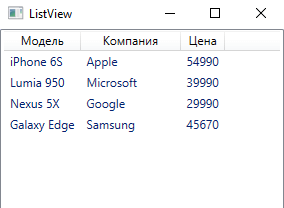 ListView
Модель Компания Цена
iPhone 6S Apple 54990
Lumia 950 Microsoft 39990
Nexus 5X Google 29990
Galaxy Edge Samsung 45670